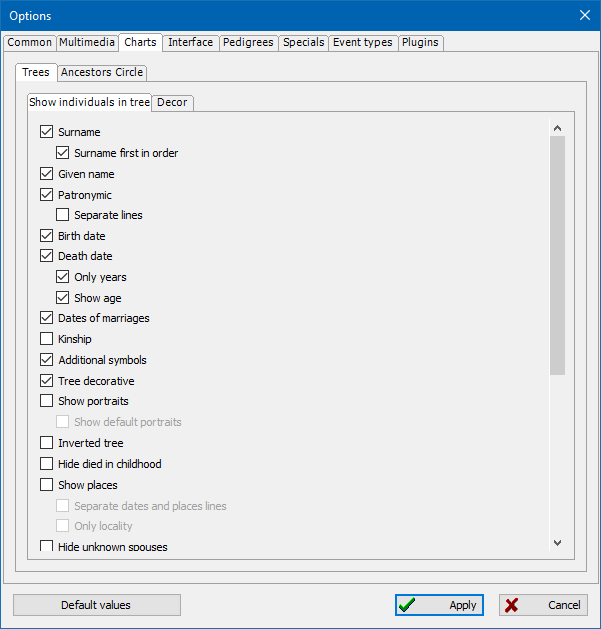 Options
Common Multimedia Charts Interface Pedigrees Specials Event types Plugins
Trees Ancestors Circle
Show individuals in tree Decor
Surname
Surname first in order
Given name
Patronymic
Separate lines
Birth date
Death date
Only years
Show age
Dates of marriages
Kinship
Additional symbols
Tree decorative
Show portraits
Show default portraits
Inverted tree
Hide died in childhood
Show places
Separate dates and places lines
Only locality
Hide unknown spouses
Default values Apply Cancel